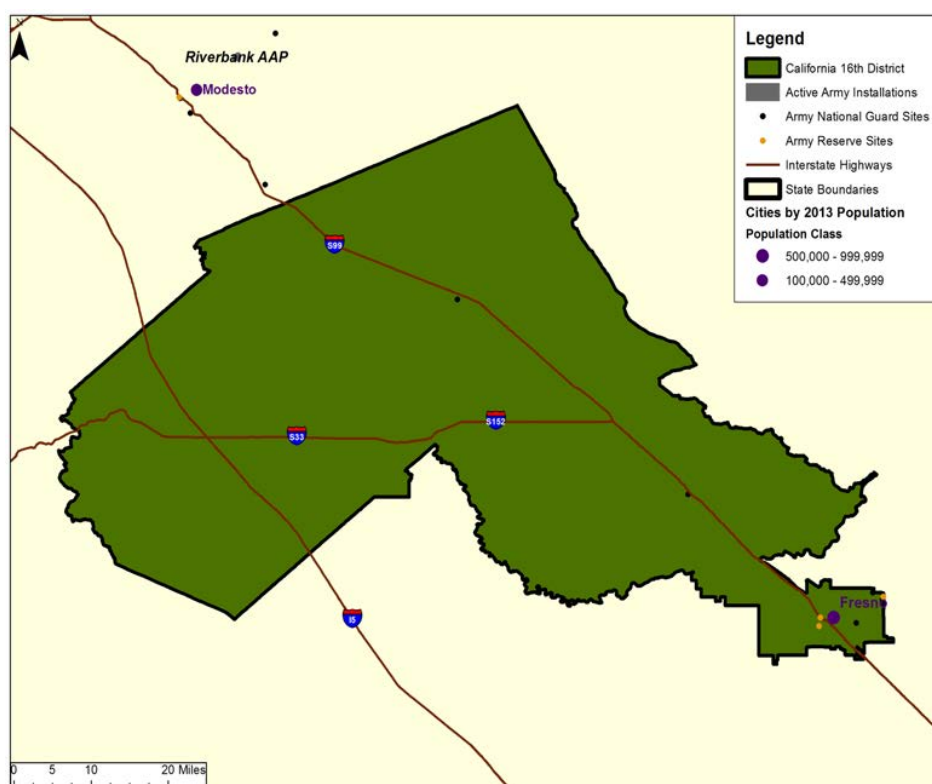 N
Riverbank AAP
Modesto
S99
S33
S152
I5
Fresno
0 5 10 20 Miles
Legend
California 16th District
Active Army Installations
Army National Guard Sites
Army Reserve Sites
Interstate Highways
State Boundaries
Cities by 2013 Population
Population Class
500,000 - 999,999
100,000 - 499,999